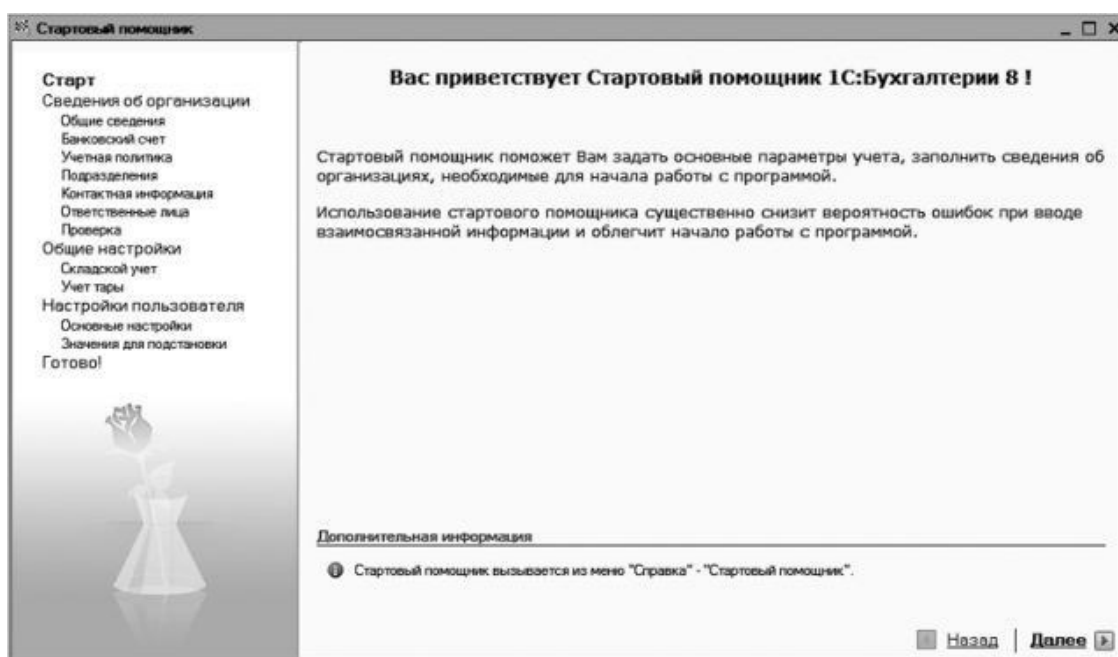 Стартовый помощник
Старт
Сведения об организации
Общие сведения
Банковский счет
Учетная политика
Подразделения
Контактная информация
Ответственные лица
Проверка
Общие настройки
Складской учет
Учет тары
Настройки пользователя
Основные настройки
Значения для подстановки
Готово!
Вас приветствует Стартовый помощник 1С:Бухгалтерии 8 !
Стартовый помощник поможет Вам задать основные параметры учета, заполнить сведения об
организациях, необходимые для начала работы с программой.
Использование стартового помощника существенно снизит вероятность ошибок при вводе
взаимосвязанной информации и облегчит начало работы с программой.
Дополнительная информация
Стартовый помощник вызывается из меню "Справка" - "Стартовый помощник".
Назад | Далее